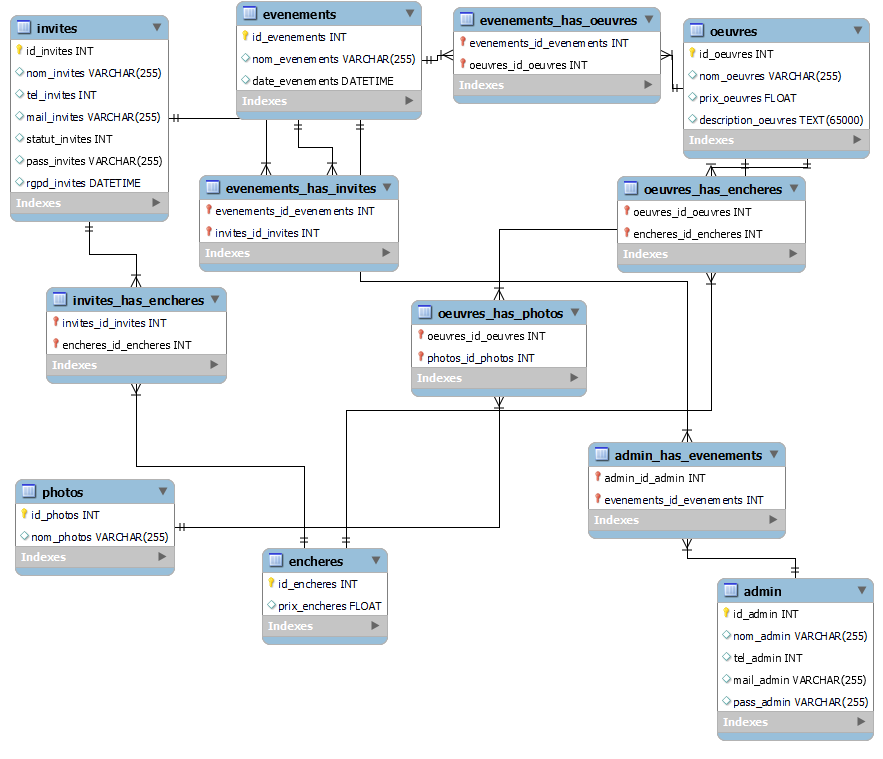 invites
id_invites INT
nom_invites VARCHAR(255)
tel_invites INT
mail_invites VARCHAR(255)
statut_invites INT
pass_invites VARCHAR(255)
rgpd_invites DATETIME
Indexes
evenements
id_evenements INT
nom_evenements VARCHAR(255)
date_evenements DATETIME
Indexes
evenements_has_oeuvres
evenements_id_evenements INT
oeuvres_id_oeuvres INT
Indexes
oeuvres
id_oeuvres INT
nom_oeuvres VARCHAR(255)
prix_oeuvres FLOAT
description_oeuvres TEXT(65000)
Indexes
evenements_has_invites
evenements_id_evenements INT
invites_id_invites INT
Indexes
oeuvres_has_encheres
oeuvres_id_oeuvres INT
encheres_id_encheres INT
Indexes
invites_has_encheres
invites_id_invites INT
encheres_id_encheres INT
Indexes
oeuvres_has_photos
oeuvres_id_oeuvres INT
photos_id_photos INT
Indexes
admin_has_evenements
admin_id_admin INT
evenements_id_evenements INT
Indexes
photos
id_photos INT
nom_photos VARCHAR(255)
Indexes
encheres
id_encheres INT
prix_encheres FLOAT
Indexes
admin
id_admin INT
nom_admin VARCHAR(255)
tel_admin INT
mail_admin VARCHAR(255)
pass_admin VARCHAR(255)
Indexes